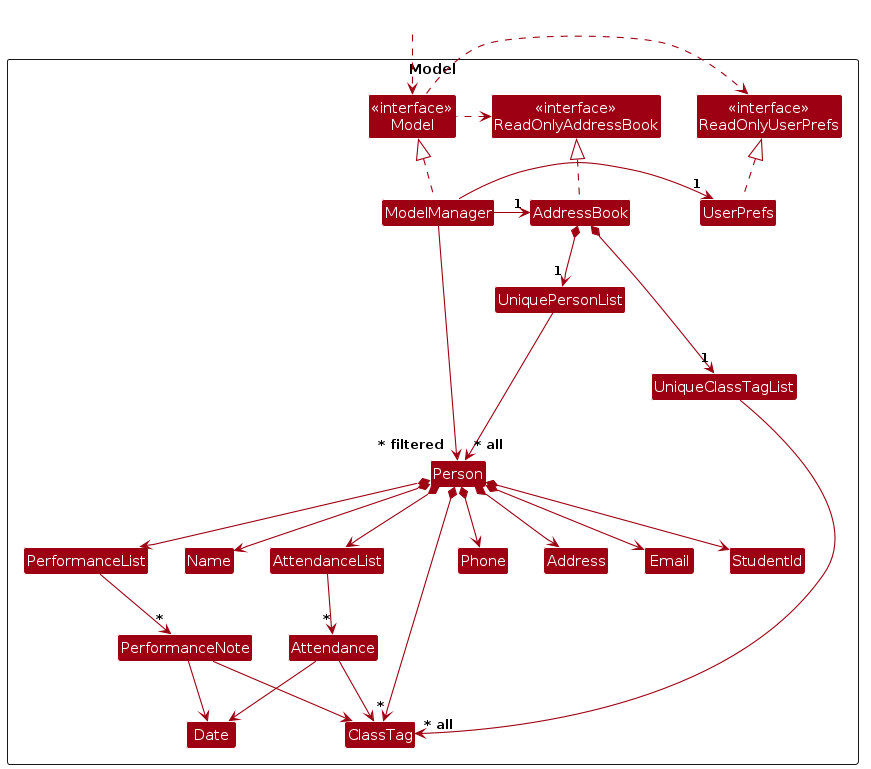 Model
«interface»
Model
«interface»
ReadOnlyAddressBook
«interface»
ReadOnlyUserPrefs
1
1
ModelManager
AddressBook
UserPrefs
1
UniquePersonList
1
UniqueClassTagList
* filtered
* all
Person
PerformanceList
Name
AttendanceList
Phone
Address
Email
StudentId
*
*
PerformanceNote
Attendance
*
* all
Date
ClassTag